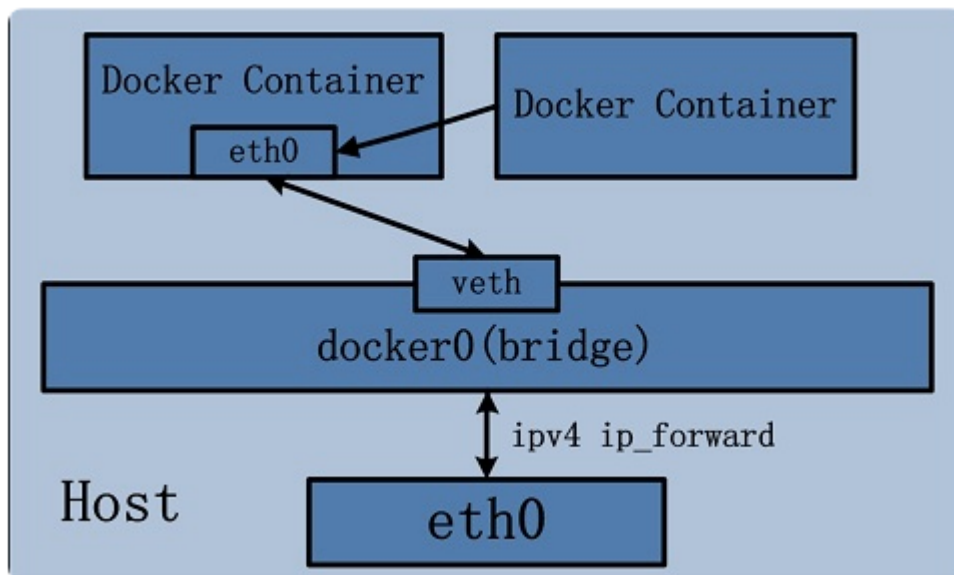 Docker Container
Docker Container
eth0
veth
docker0(bridge)
ipv4 ip_forward
Host
eth0